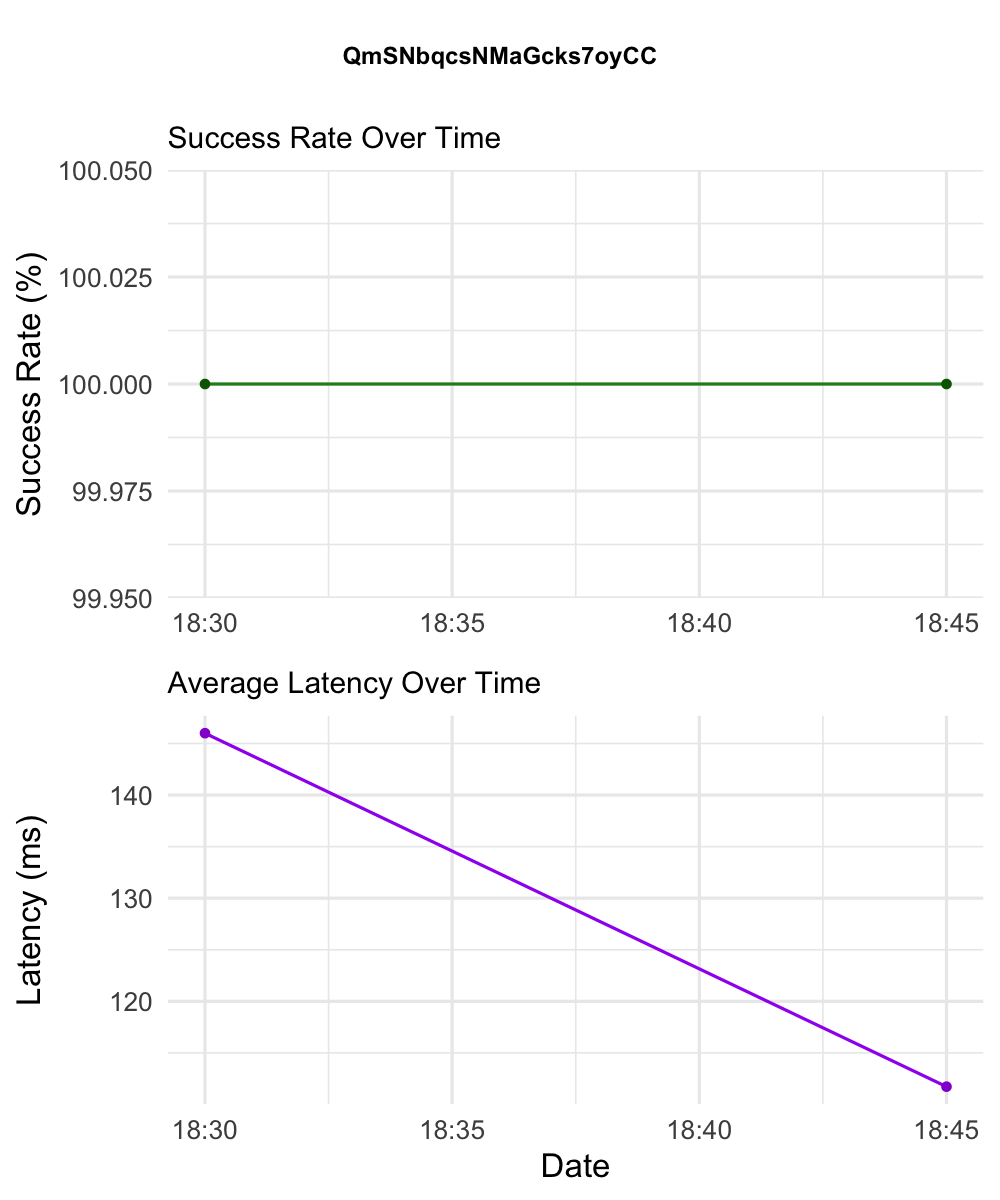 QmSNbqcsNMaGcks7oyCC
Success Rate Over Time
Success Rate (%)
100.050
100.025
100.000
99.975
99.950
18:30 18:35 18:40 18:45
Average Latency Over Time
Latency (ms)
140
130
120
18:30 18:35 18:40 18:45
Date